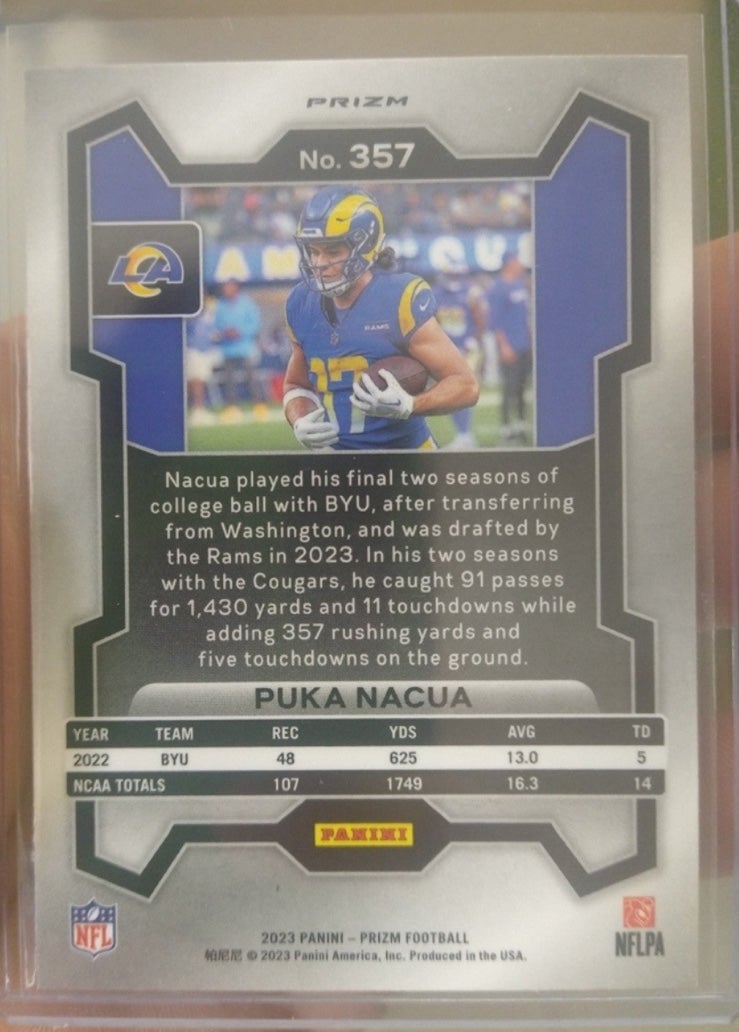 PRIZM
No. 357
LA
RAMS
17
Nacua played his final two seasons of
college ball with BYU, after transferring
from Washington, and was drafted by
the Rams in 2023. In his two seasons
with the Cougars, he caught 91 passes
for 1,430 yards and 11 touchdowns while
adding 357 rushing yards and
five touchdowns on the ground.
PUKA NACUA
YEAR TEAM REC YDS AVG TD
2022 BYU 48 625 13.0 5
NCAA TOTALS 107 1749 16.3 14
PANINI
NFL
NFLPA
2023 PANINI – PRIZM FOOTBALL
帕尼尼 © 2023 Panini America, Inc. Produced in the USA.